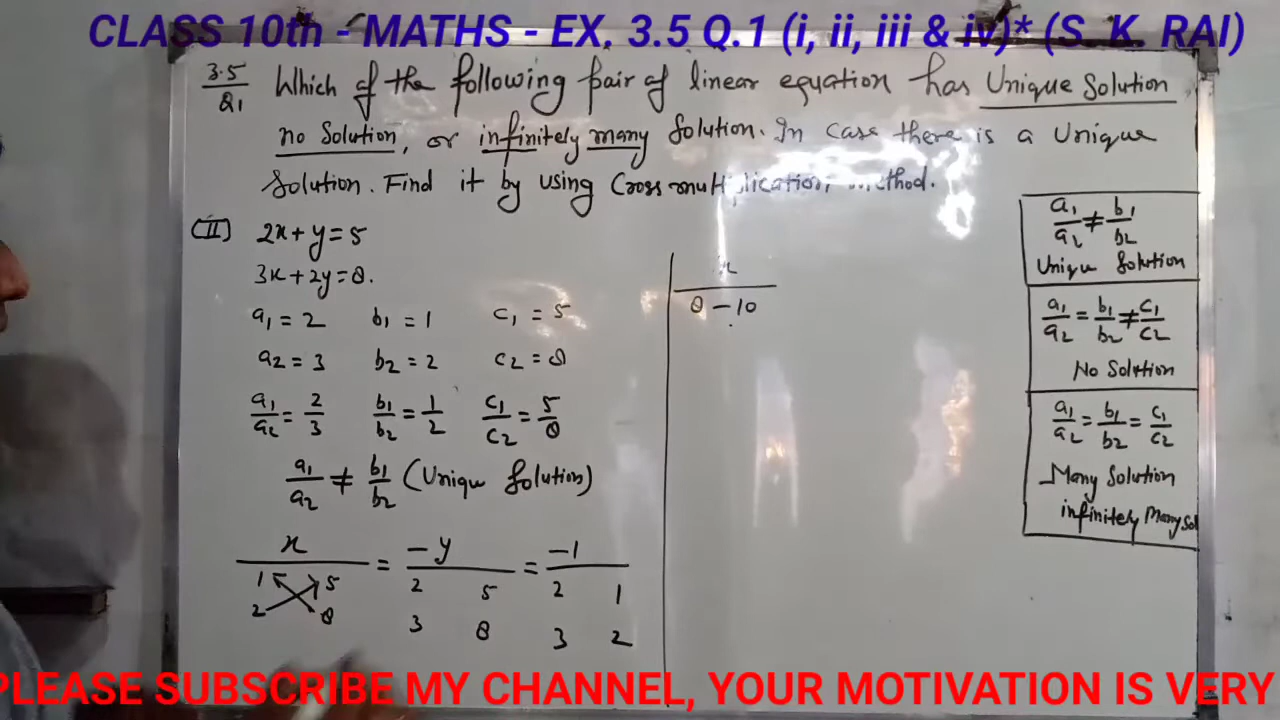 CLASS 10th - MATHS - EX, 3.5 Q.1 (i, ii, iii & iv)* (S. K. RAI)
3.5/Q1 Which of the following pair of linear equation has Unique Solution
no Solution, or infinitely many Solution. In case there is a Unique
Solution. Find it by using Cross multiplication method.
(II) 2x+y=5
3x+2y=8.
a1=2 b1=1 c1=5
a2=3 b2=2 c2=8
a1/a2=2/3 b1/b2=1/2 c1/c2=5/8
a1/a2≠b1/b2 (Unique Solution)
x = -y = -1
1 5 2 5 2 1
2 8 3 8 3 2
x
8-10
a1/a2≠b1/b2
Unique Solution
a1/a2=b1/b2≠c1/c2
No Solution
a1/a2=b1/b2=c1/c2
Many Solution
infinitely Many Sol
PLEASE SUBSCRIBE MY CHANNEL, YOUR MOTIVATION IS VERY